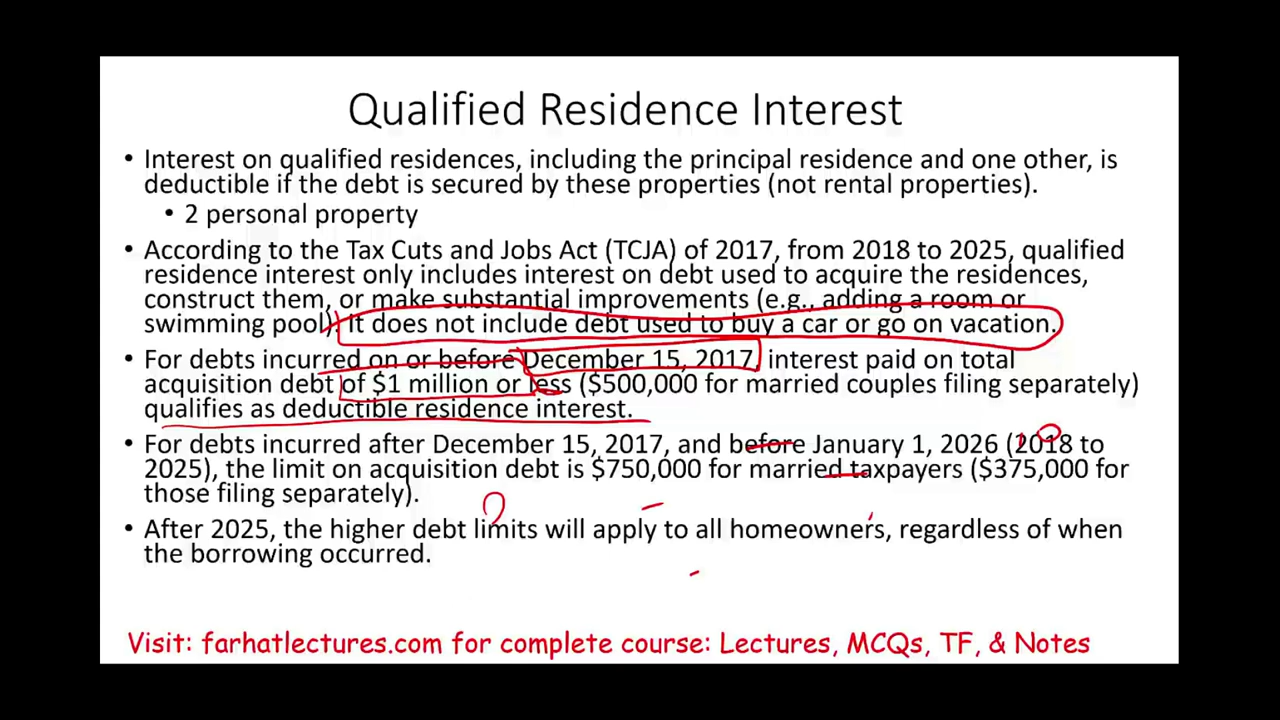 Qualified Residence Interest
• Interest on qualified residences, including the principal residence and one other, is
deductible if the debt is secured by these properties (not rental properties).
• 2 personal property
• According to the Tax Cuts and Jobs Act (TCJA) of 2017, from 2018 to 2025, qualified
residence interest only includes interest on debt used to acquire the residences,
construct them, or make substantial improvements (e.g., adding a room or
swimming pool). It does not include debt used to buy a car or go on vacation.
• For debts incurred on or before December 15, 2017, interest paid on total
acquisition debt of $1 million or less ($500,000 for married couples filing separately)
qualifies as deductible residence interest.
• For debts incurred after December 15, 2017, and before January 1, 2026 (2018 to
2025), the limit on acquisition debt is $750,000 for married taxpayers ($375,000 for
those filing separately).
• After 2025, the higher debt limits will apply to all homeowners, regardless of when
the borrowing occurred.
Visit: farhatlectures.com for complete course: Lectures, MCQs, TF, & Notes